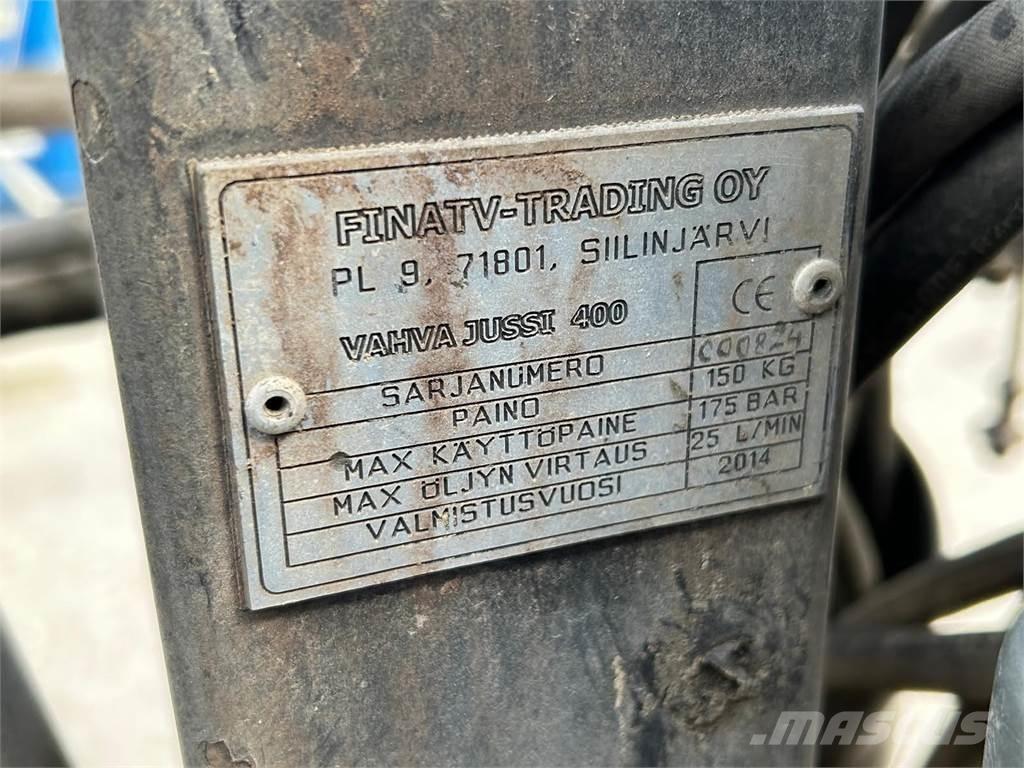 FINATV-TRADING OY
PL 9, 71801, SIILINJÄRVI
VAHVA JUSSI 400 CE
SARJANUMERO 000824
PAINO 150 KG
MAX KÄYTTÖPAINE 175 BAR
MAX ÖLJYN VIRTAUS 25 L/MIN
VALMISTUSVUOSI 2014
MASCUS